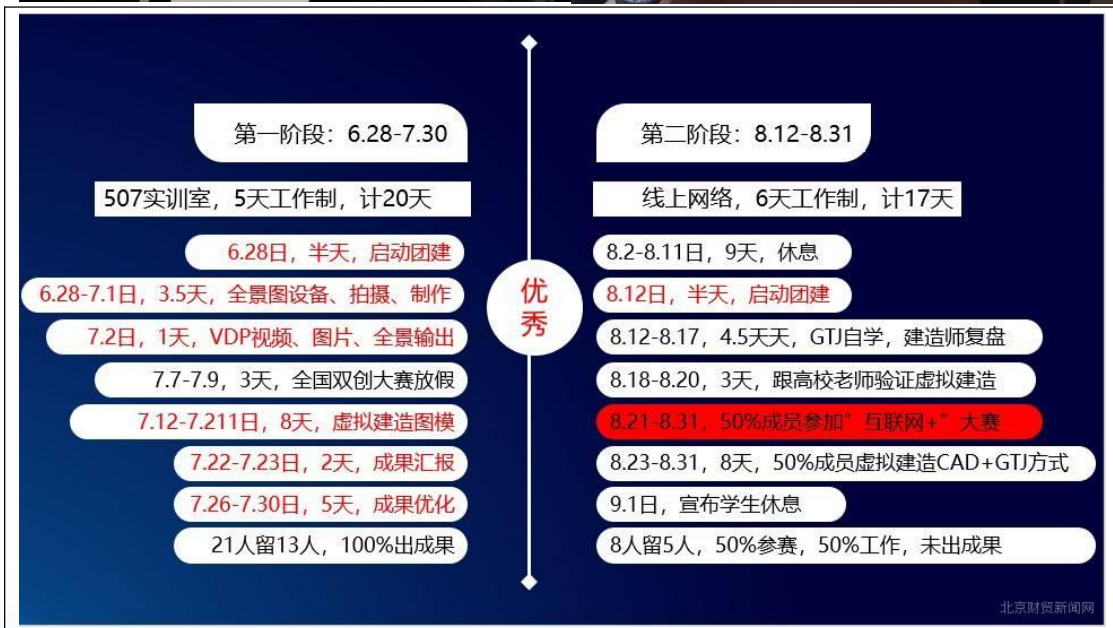 第一阶段：6.28-7.30
507实训室，5天工作制，计20天
6.28日，半天，启动团建
6.28-7.1日，3.5天，全景图设备、拍摄、制作
7.2日，1天，VDP视频、图片、全景输出
7.7-7.9，3天，全国双创大赛放假
7.12-7.211日，8天，虚拟建造图模
7.22-7.23日，2天，成果汇报
7.26-7.30日，5天，成果优化
21人留13人，100%出成果
优
秀
第二阶段：8.12-8.31
线上网络，6天工作制，计17天
8.2-8.11日，9天，休息
8.12日，半天，启动团建
8.12-8.17，4.5天天，GTJ自学，建造师复盘
8.18-8.20，3天，跟高校老师验证虚拟建造
8.21-8.31，50%成员参加”互联网+”大赛
8.23-8.31，8天，50%成员虚拟建造CAD+GTJ方式
9.1日，宣布学生休息
8人留5人，50%参赛，50%工作，未出成果
北京财贸新闻网